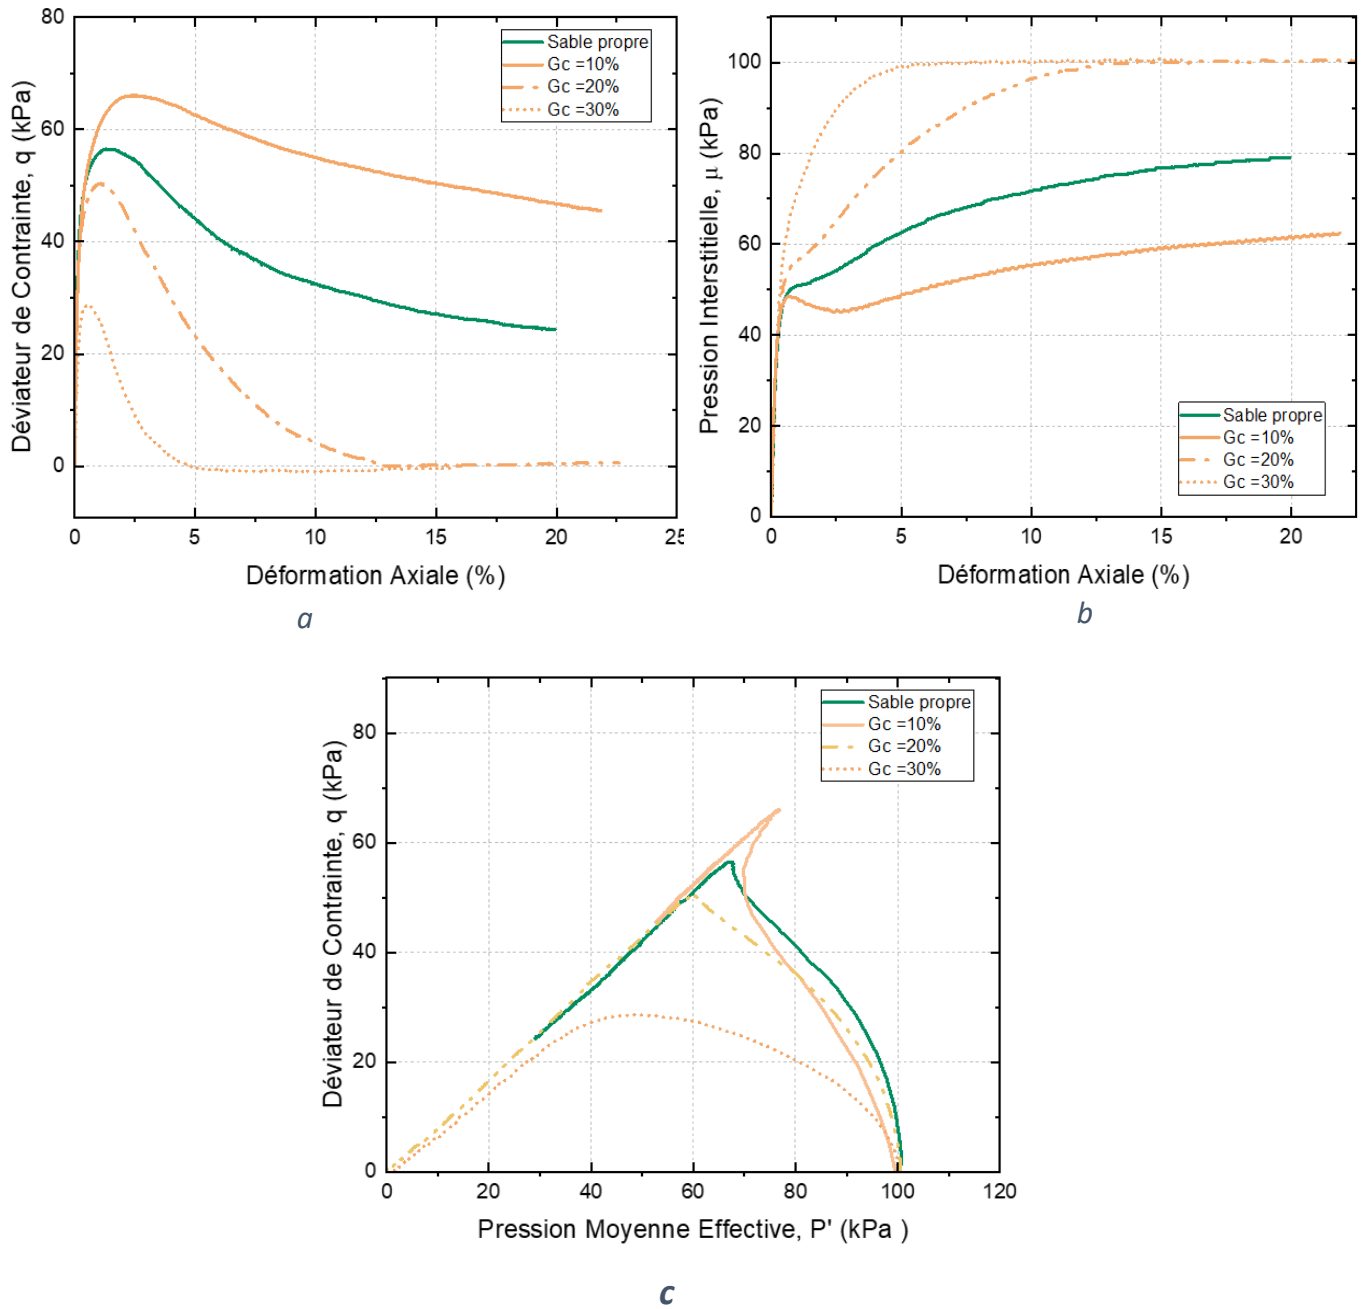 80
60
40
20
0
Déviateur de Contrainte, q (kPa)
Sable propre
Gc =10%
Gc =20%
Gc =30%
0
5
10
15
20
25
Déformation Axiale (%)
a
100
80
60
40
20
0
Pression Interstielle, μ (kPa)
Sable propre
Gc =10%
Gc =20%
Gc =30%
0
5
10
15
20
Déformation Axiale (%)
b
80
60
40
20
0
Déviateur de Contrainte, q (kPa)
Sable propre
Gc =10%
Gc =20%
Gc =30%
0
20
40
60
80
100
120
Pression Moyenne Effective, P' (kPa )
c